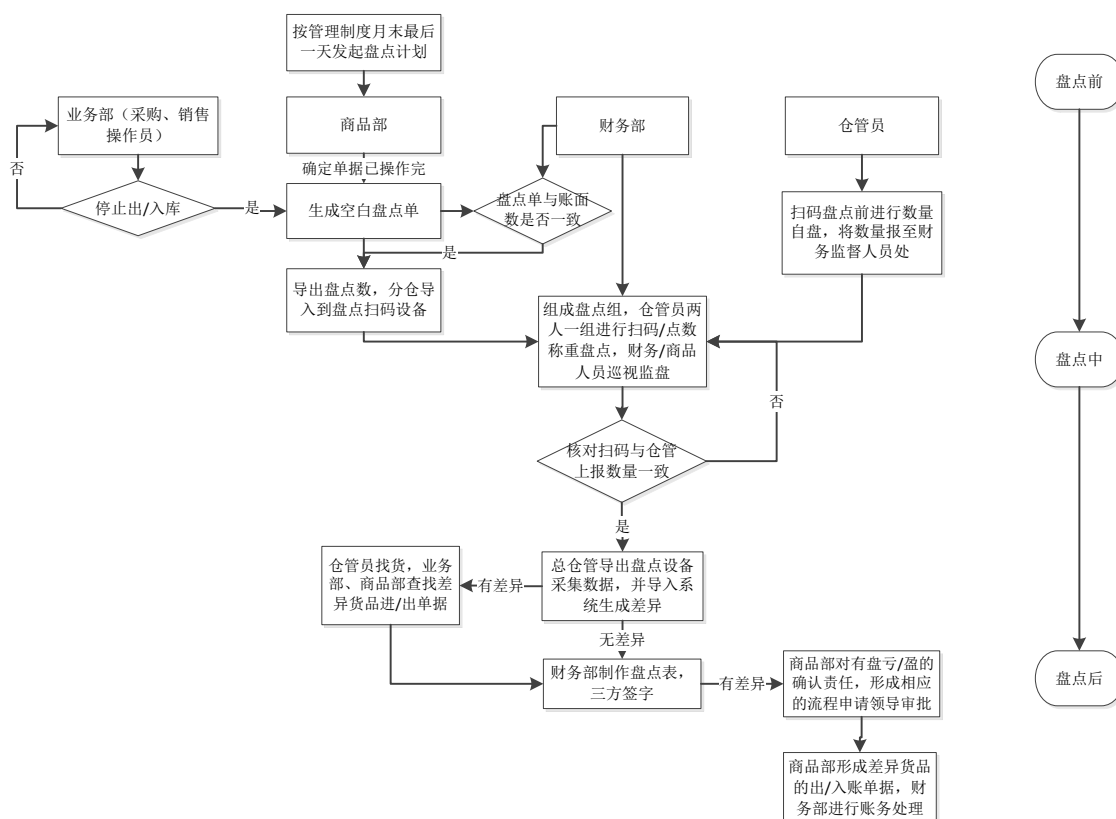 按管理制度月末最后
一天发起盘点计划
盘点前
业务部（采购、销售
操作员）
商品部
财务部
仓管员
否
确定单据已操作完
停止出/入库
是
生成空白盘点单
盘点单与账面
数是否一致
扫码盘点前进行数量
自盘，将数量报至财
务监督人员处
是
导出盘点数，分仓导
入到盘点扫码设备
组成盘点组，仓管员两
人一组进行扫码/点数
称重盘点，财务/商品
人员巡视监盘
盘点中
否
核对扫码与仓管
上报数量一致
是
仓管员找货，业务
部、商品部查找差
异货品进/出单据
有差异
总仓管导出盘点设备
采集数据，并导入系
统生成差异
无差异
财务部制作盘点表，
三方签字
有差异
商品部对有盘亏/盈的
确认责任，形成相应
的流程申请领导审批
盘点后
商品部形成差异货品
的出/入账单据，财
务部进行账务处理